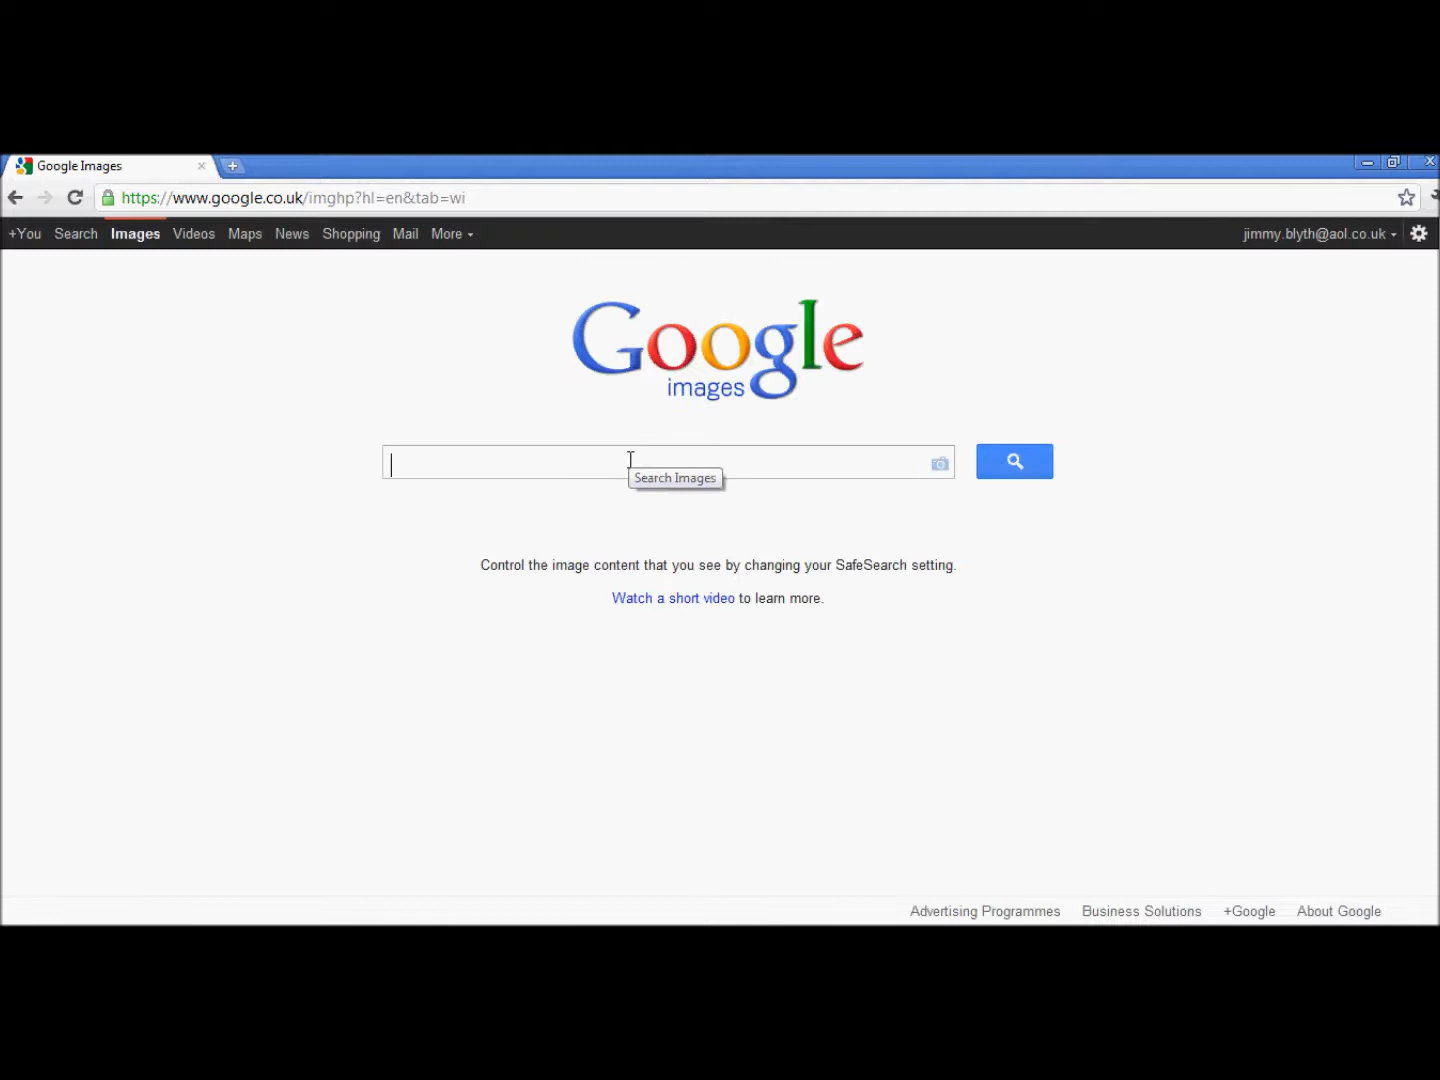 Google Images
https://www.google.co.uk/imghp?hl=en&tab=wi
+You Search Images Videos Maps News Shopping Mail More jimmy.blyth@aol.co.uk
Google
images
Search Images
Control the image content that you see by changing your SafeSearch setting.
Watch a short video to learn more.
Advertising Programmes Business Solutions +Google About Google